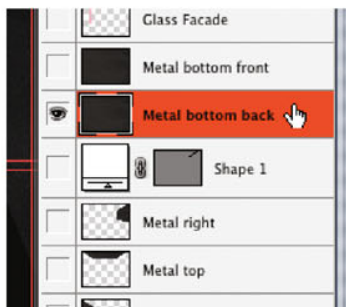 Glass Facade
Metal bottom front
Metal bottom back
Shape 1
Metal right
Metal top